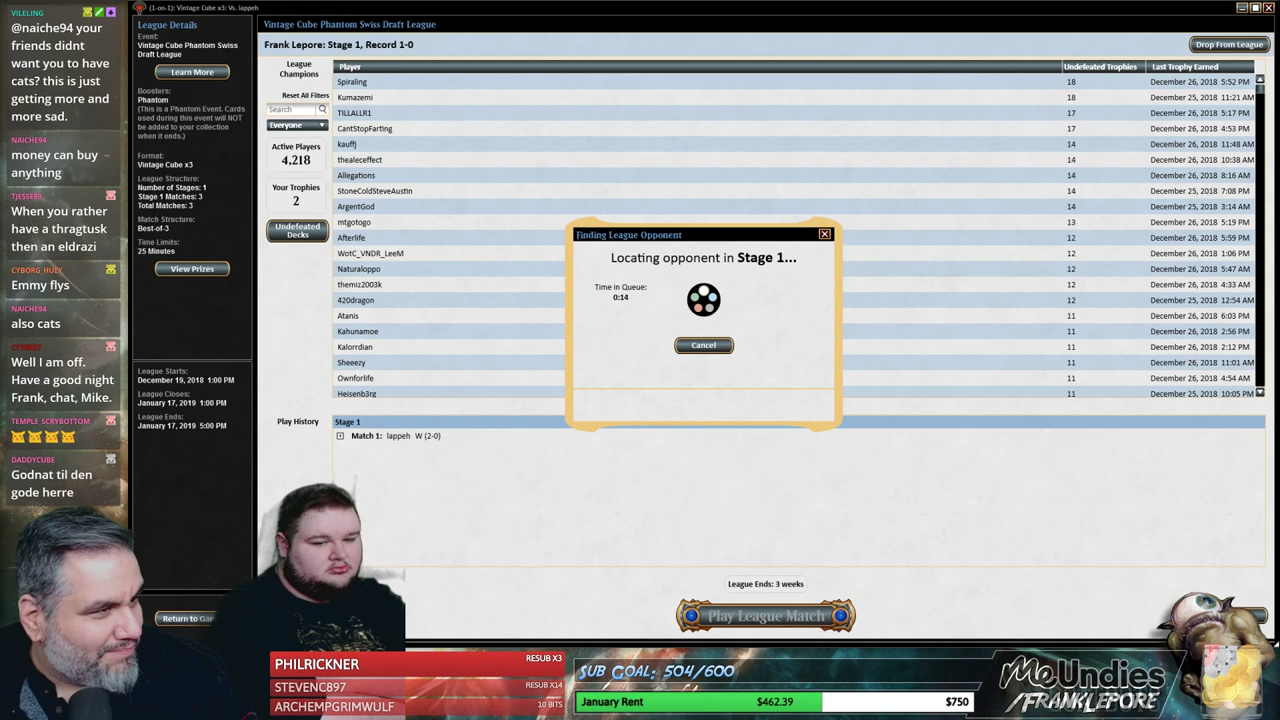 (1-on-1): Vintage Cube x3: Vs. lappeh
VILELING
@naiche94 your
friends didnt
want you to have
cats? this is just
getting more and
more sad.
NAICHE94
money can buy
anything
TJESSE89
When you rather
have a thragtusk
then an eldrazi
CYBORG_HUEY
Emmy flys
NAICHE94
also cats
Well I am off.
Have a good night
Frank, chat, Mike.
TEMPLE_SCRYBOTTOM
DADDYCUBE
Godnat til den
gode herre
League Details
Event:
Vintage Cube Phantom Swiss
Draft League
Learn More
Boosters:
Phantom
(This is a Phantom Event. Cards
used during this event will NOT
be added to your collection
when it ends.)
Format:
Vintage Cube x3
League Structure:
Number of Stages: 1
Stage 1 Matches: 3
Total Matches: 3
Match Structure:
Best-of-3
Time Limits:
25 Minutes
View Prizes
League Starts:
December 19, 2018 1:00 PM
League Closes:
January 17, 2019 1:00 PM
League Ends:
January 17, 2019 5:00 PM
Return to Ga
Vintage Cube Phantom Swiss Draft League
Frank Lepore: Stage 1, Record 1-0
Drop From League
League
Champions
Reset All Filters
Search
Everyone
Active Players
4,218
Your Trophies
2
Undefeated
Decks
Player Undefeated Trophies Last Trophy Earned
Spiraling 18 December 26, 2018 5:52 PM
Kumazemi 18 December 25, 2018 11:21 AM
TILLALLR1 17 December 26, 2018 5:17 PM
CantStopFarting 17 December 26, 2018 4:53 PM
kauffj 14 December 26, 2018 11:48 AM
thealeceffect 14 December 26, 2018 10:38 AM
Allegations 14 December 26, 2018 8:16 AM
StoneColdSteveAustin 14 December 25, 2018 7:08 PM
ArgentGod 14 December 25, 2018 3:14 AM
mtgotogo 13 December 26, 2018 5:19 PM
Afterlife 12 December 26, 2018 5:59 PM
WotC_VNDR_LeeM 12 December 26, 2018 1:06 PM
Naturaloppo 12 December 26, 2018 5:47 AM
themiz2003k 12 December 26, 2018 4:33 AM
420dragon 12 December 25, 2018 12:54 AM
Atanis 11 December 26, 2018 6:03 PM
Kahunamoe 11 December 26, 2018 2:56 PM
Kalorrdian 11 December 26, 2018 2:12 PM
Sheeezy 11 December 26, 2018 11:01 AM
Ownforlife 11 December 26, 2018 4:54 AM
Heisenb3rg 11 December 25, 2018 10:05 PM
Finding League Opponent
Locating opponent in Stage 1...
Time in Queue:
0:14
Cancel
Play History
Stage 1
Match 1: lappeh W (2-0)
League Ends: 3 weeks
Play League Match
PHILRICKNER RESUB X3
STEVENC897 RESUB X14
ARCHEMPGRIMWULF 10 BITS
SUB GOAL: 504/600
January Rent $462.39 $750
MeUndies
FRANKLEPORE